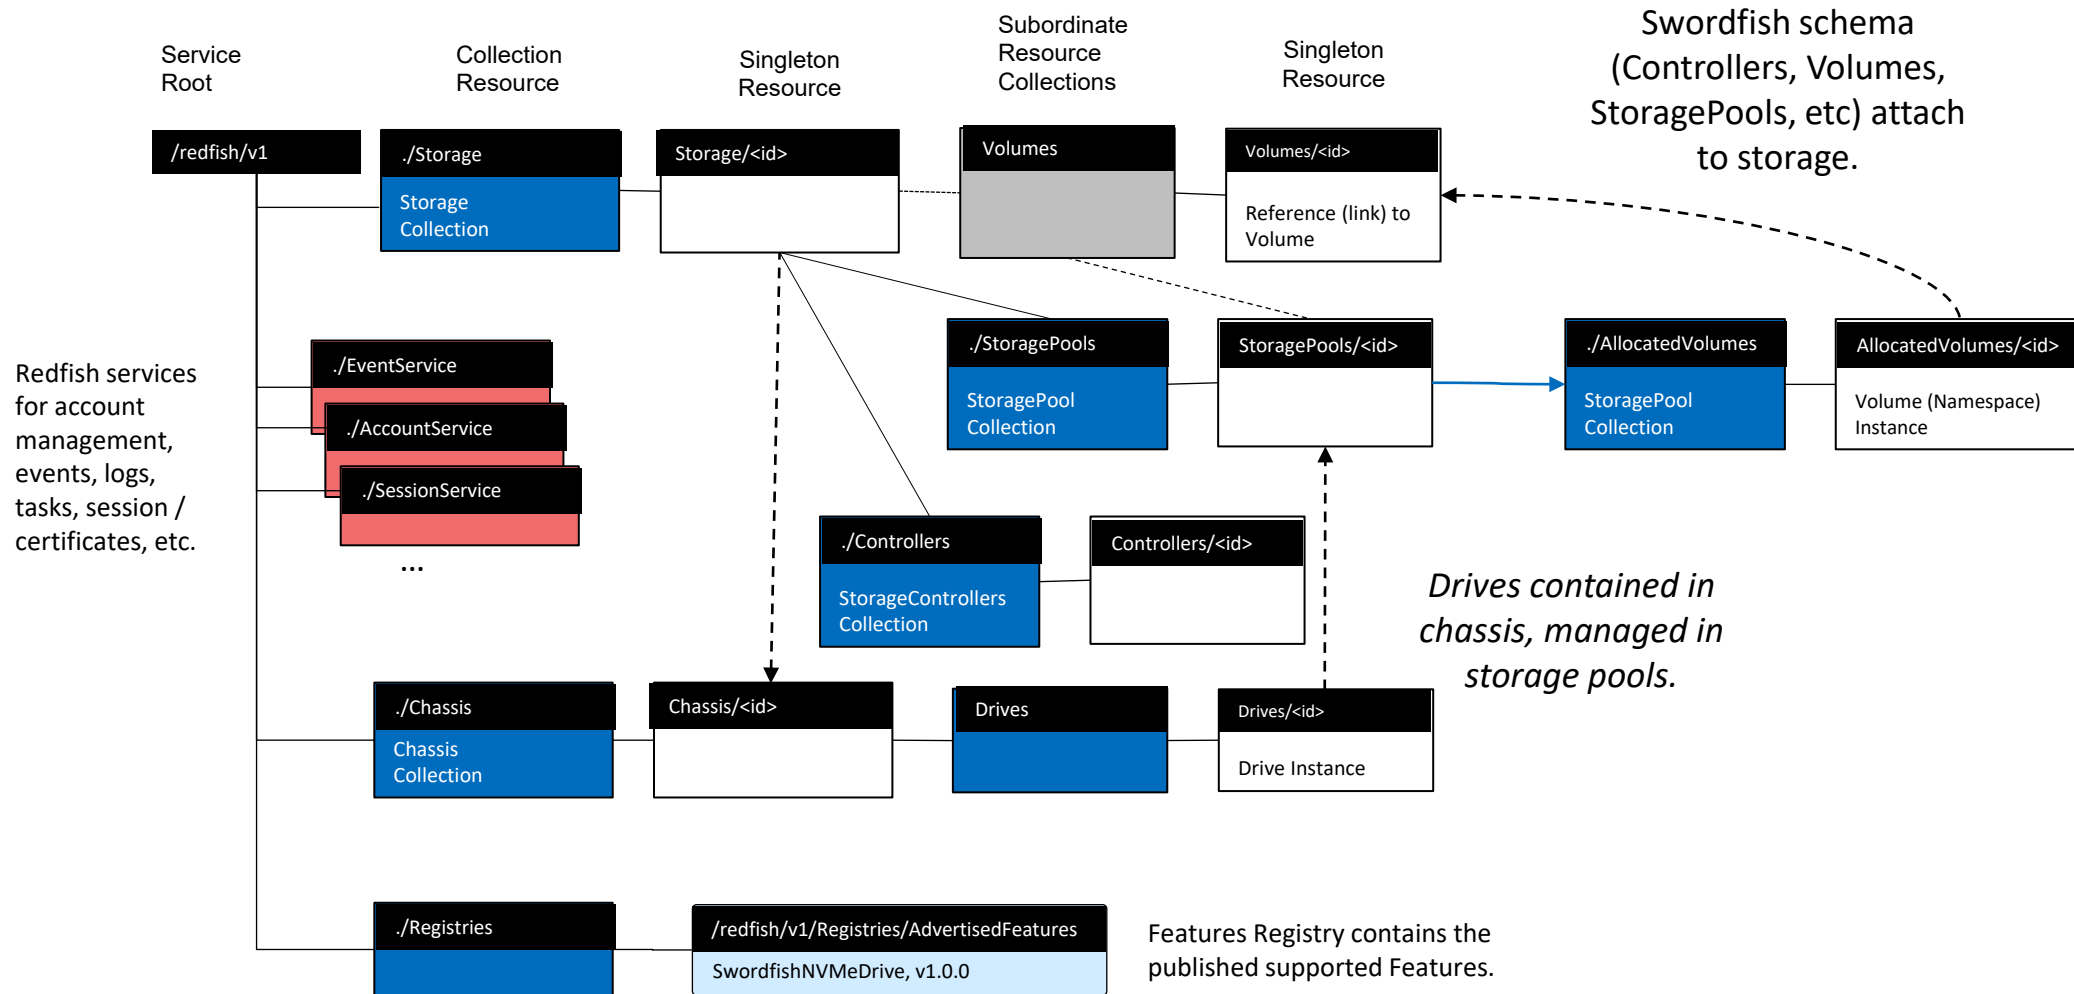 Service
Root
Collection
Resource
Singleton
Resource
Subordinate
Resource
Collections
Singleton
Resource
Swordfish schema
(Controllers, Volumes,
StoragePools, etc) attach
to storage.
/redfish/v1
./Storage
Storage
Collection
Storage/<id>
Volumes
Volumes/<id>
Reference (link) to
Volume
Redfish services
for account
management,
events, logs,
tasks, session /
certificates, etc.
./EventService
./AccountService
./SessionService
...
./StoragePools
StoragePool
Collection
StoragePools/<id>
./AllocatedVolumes
StoragePool
Collection
AllocatedVolumes/<id>
Volume (Namespace)
Instance
./Controllers
StorageControllers
Collection
Controllers/<id>
Drives contained in
chassis, managed in
storage pools.
./Chassis
Chassis
Collection
Chassis/<id>
Drives
Drives/<id>
Drive Instance
./Registries
/redfish/v1/Registries/AdvertisedFeatures
SwordfishNVMeDrive, v1.0.0
Features Registry contains the
published supported Features.